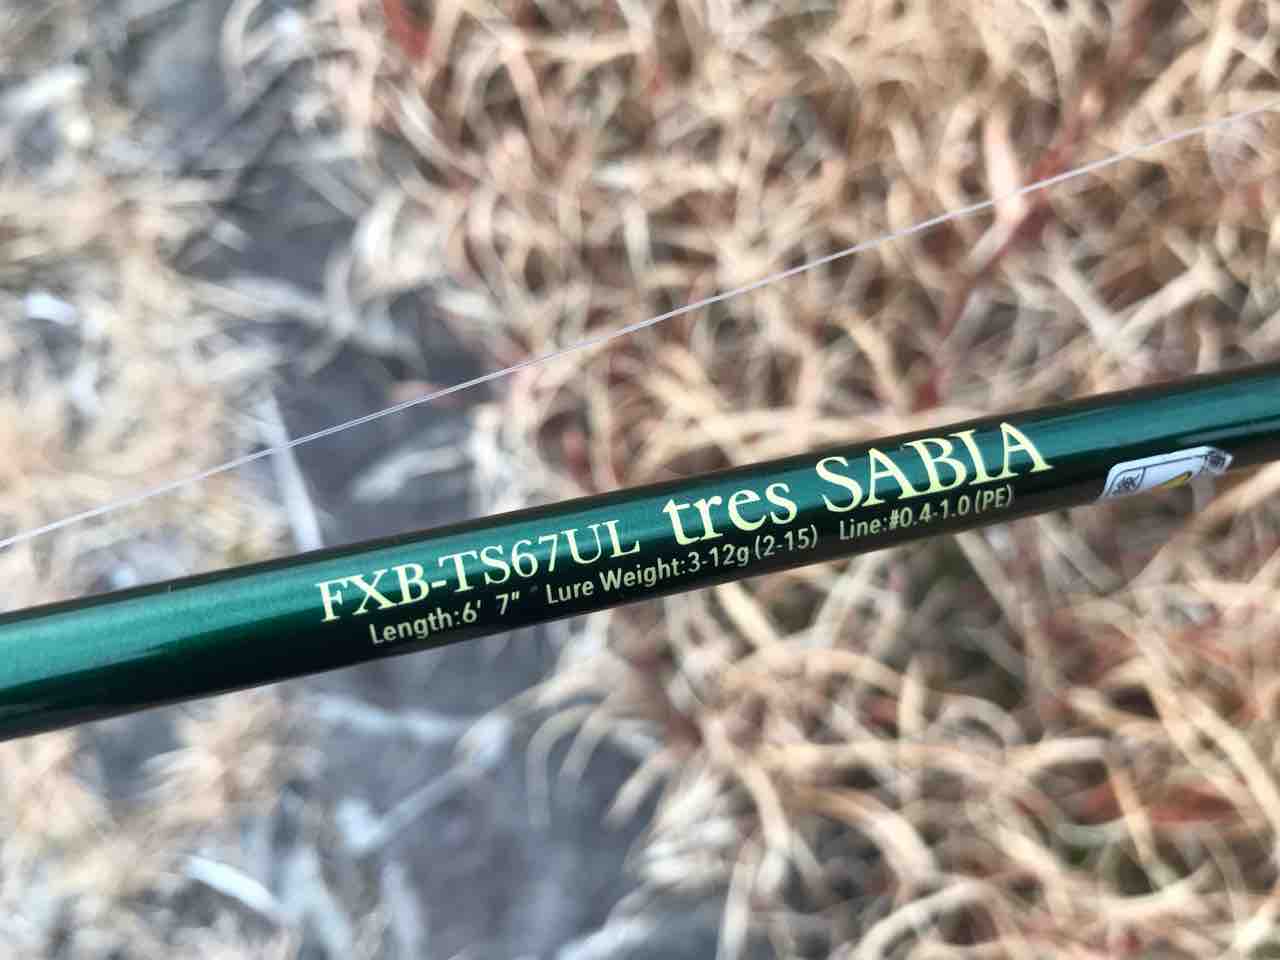 FXB-TS67UL tres SABIA
Length:6' 7" Lure Weight:3-12g (2-15) Line:#0.4-1.0 (PE)